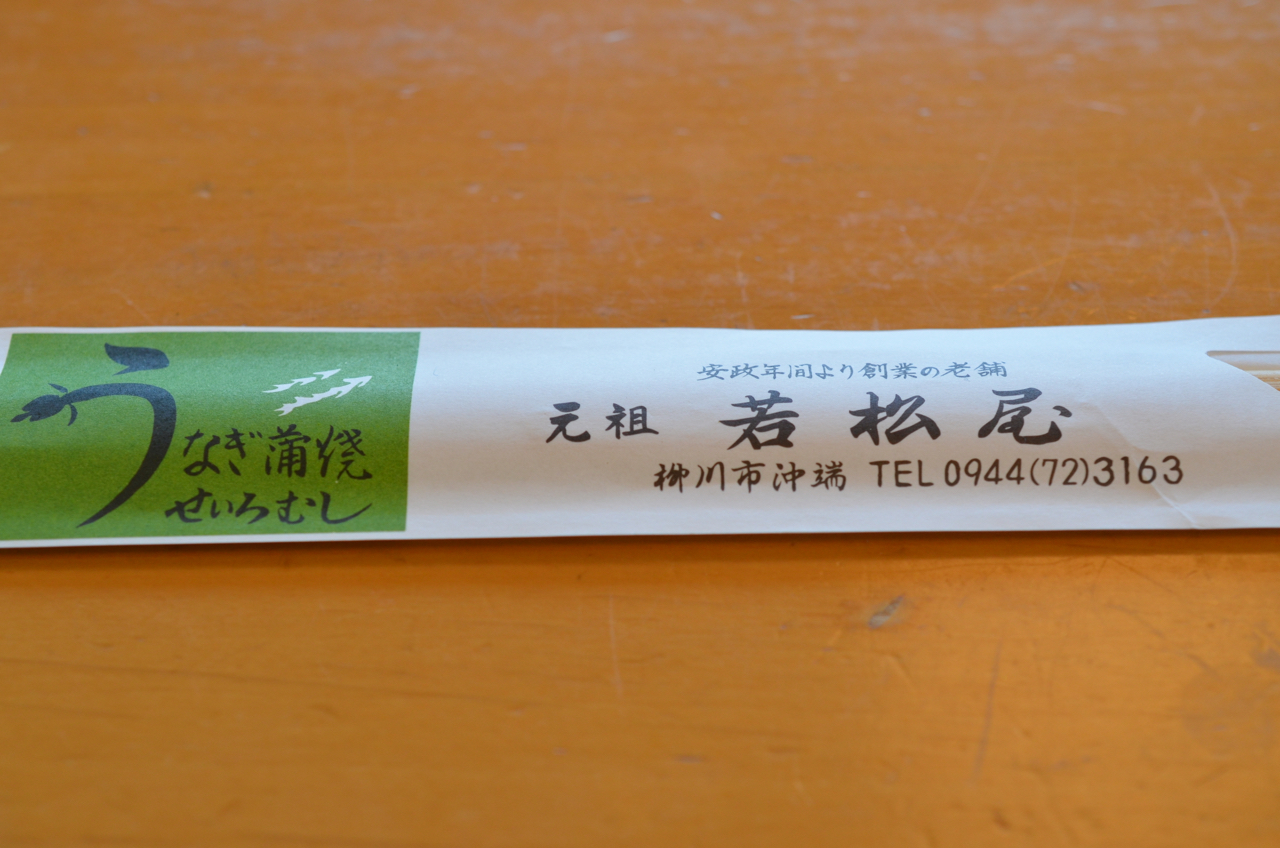 うなぎ蒲焼
せいろむし
安政年间より創業の老舗
元祖 若松屋
柳川市沖端 TEL 0944(72)3163